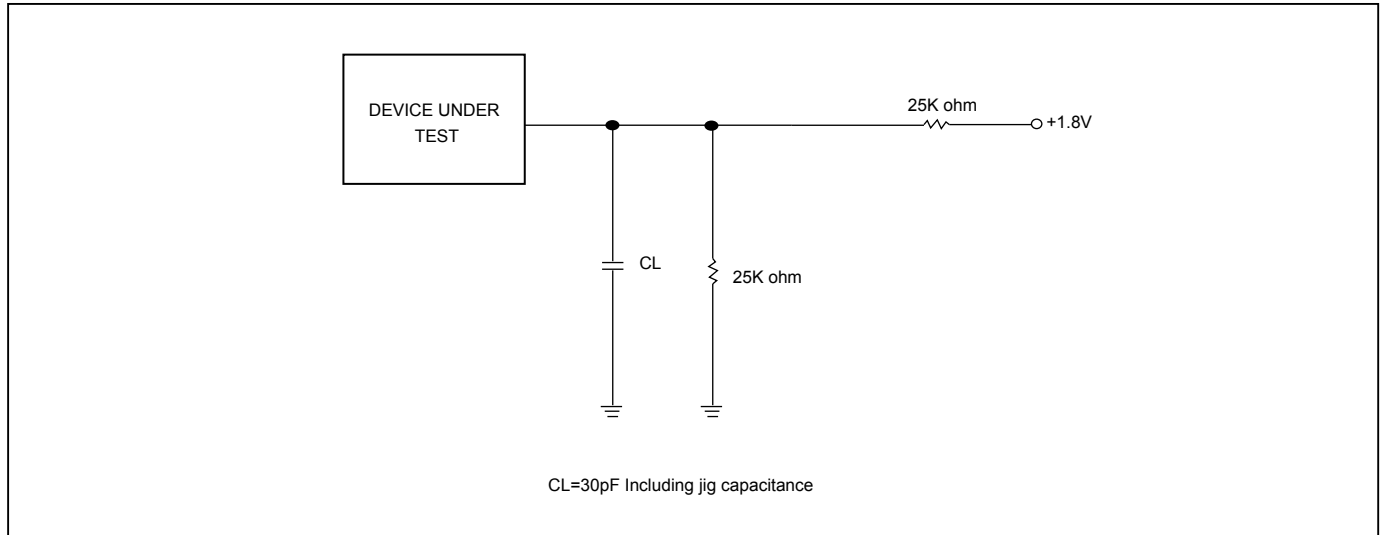 DEVICE UNDER
TEST
25K ohm
+1.8V
CL
25K ohm
CL=30pF Including jig capacitance